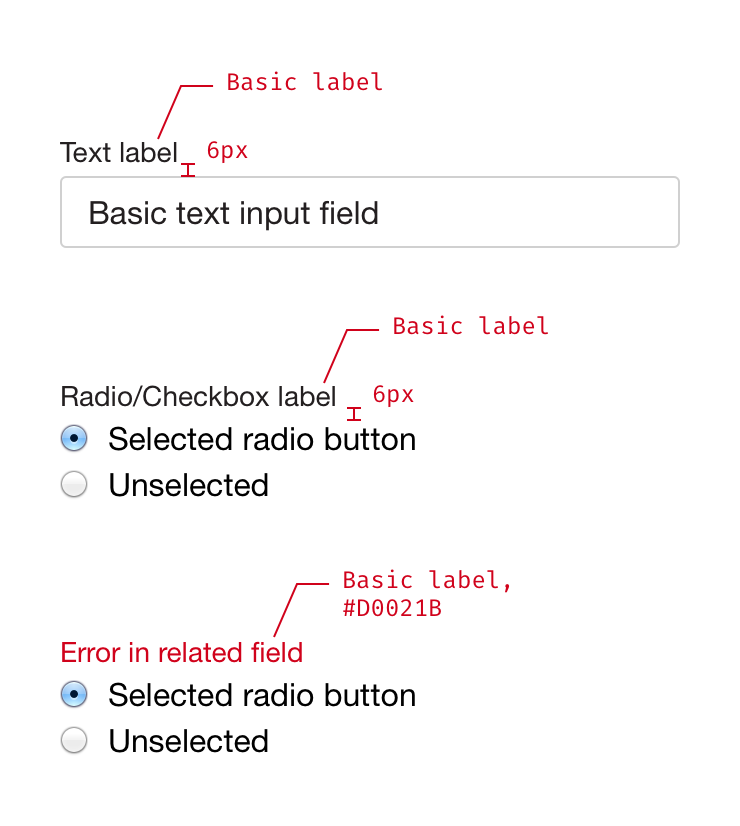 Basic label
Text label
6px
Basic text input field
Basic label
Radio/Checkbox label
6px
Selected radio button
Unselected
Basic label,
#D0021B
Error in related field
Selected radio button
Unselected